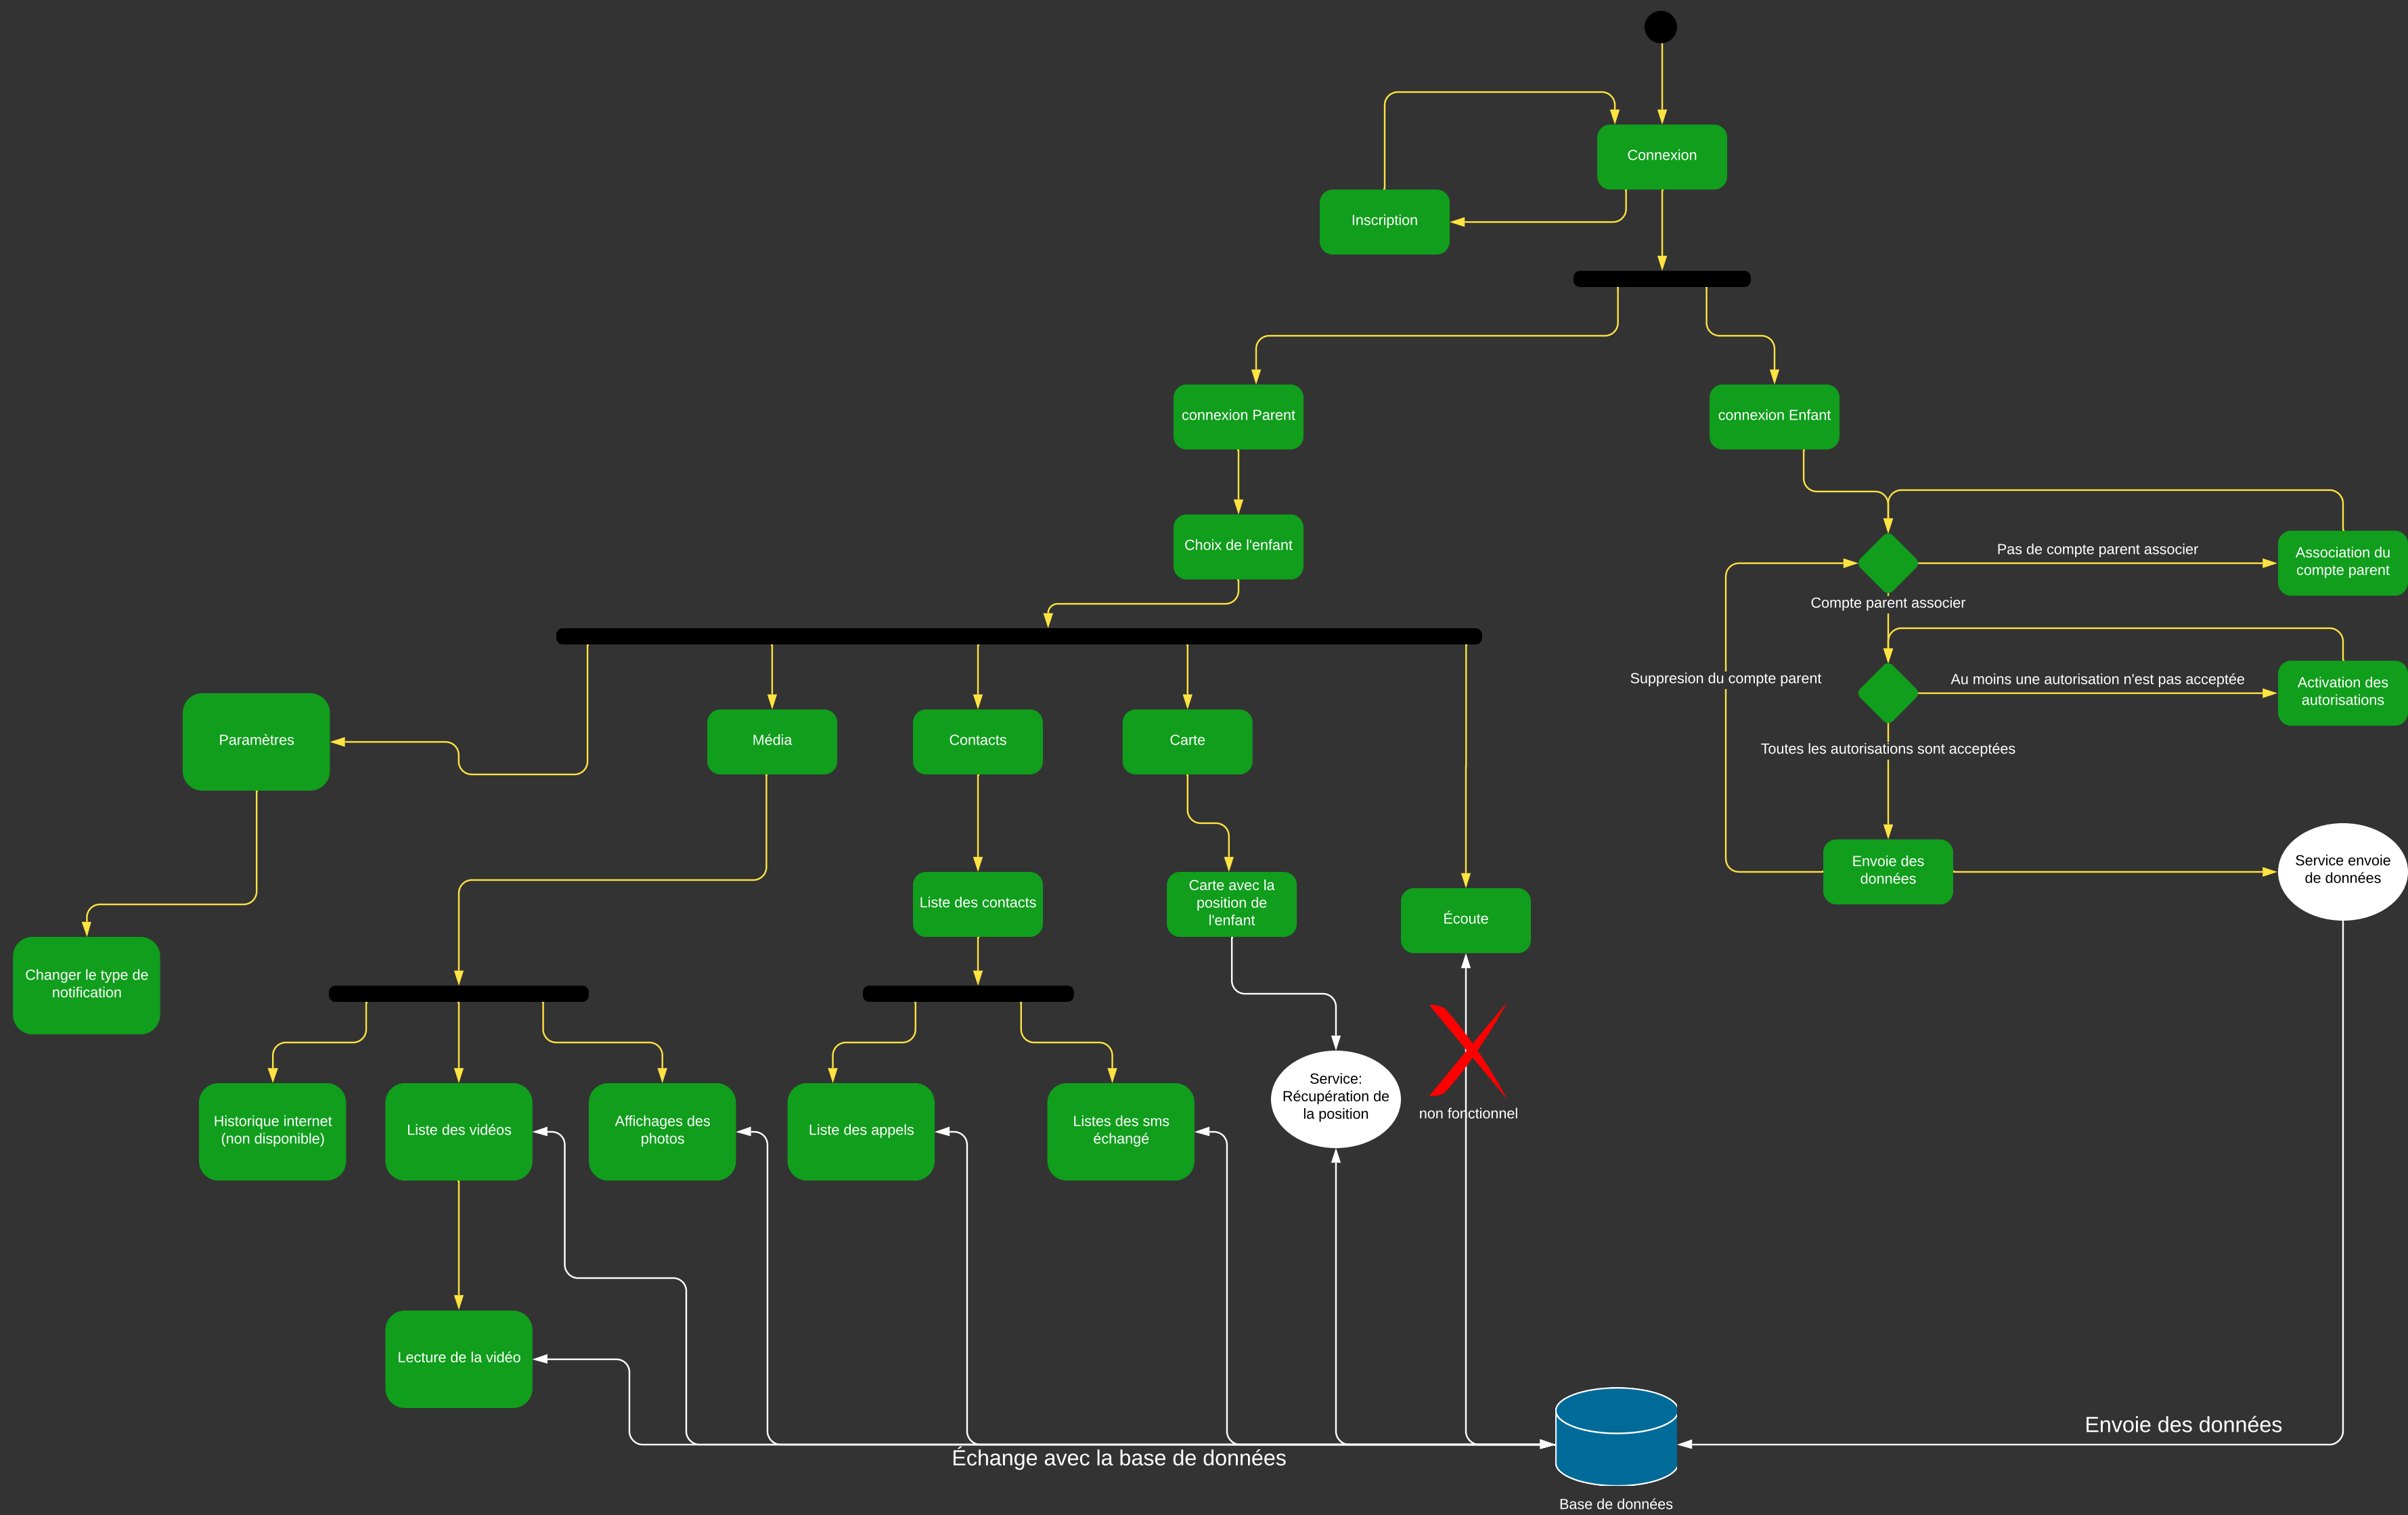 Connexion
Inscription
connexion Parent
connexion Enfant
Choix de l'enfant
Pas de compte parent associer
Association du
compte parent
Compte parent associer
Suppresion du compte parent
Au moins une autorisation n'est pas acceptée
Activation des
autorisations
Paramètres
Média
Contacts
Carte
Toutes les autorisations sont acceptées
Envoie des
données
Service envoie
de données
Liste des contacts
Carte avec la
position de
l'enfant
Écoute
Changer le type de
notification
Historique internet
(non disponible)
Liste des vidéos
Affichages des
photos
Liste des appels
Listes des sms
échangé
Service:
Récupération de
la position
non fonctionnel
Lecture de la vidéo
Envoie des données
Échange avec la base de données
Base de données